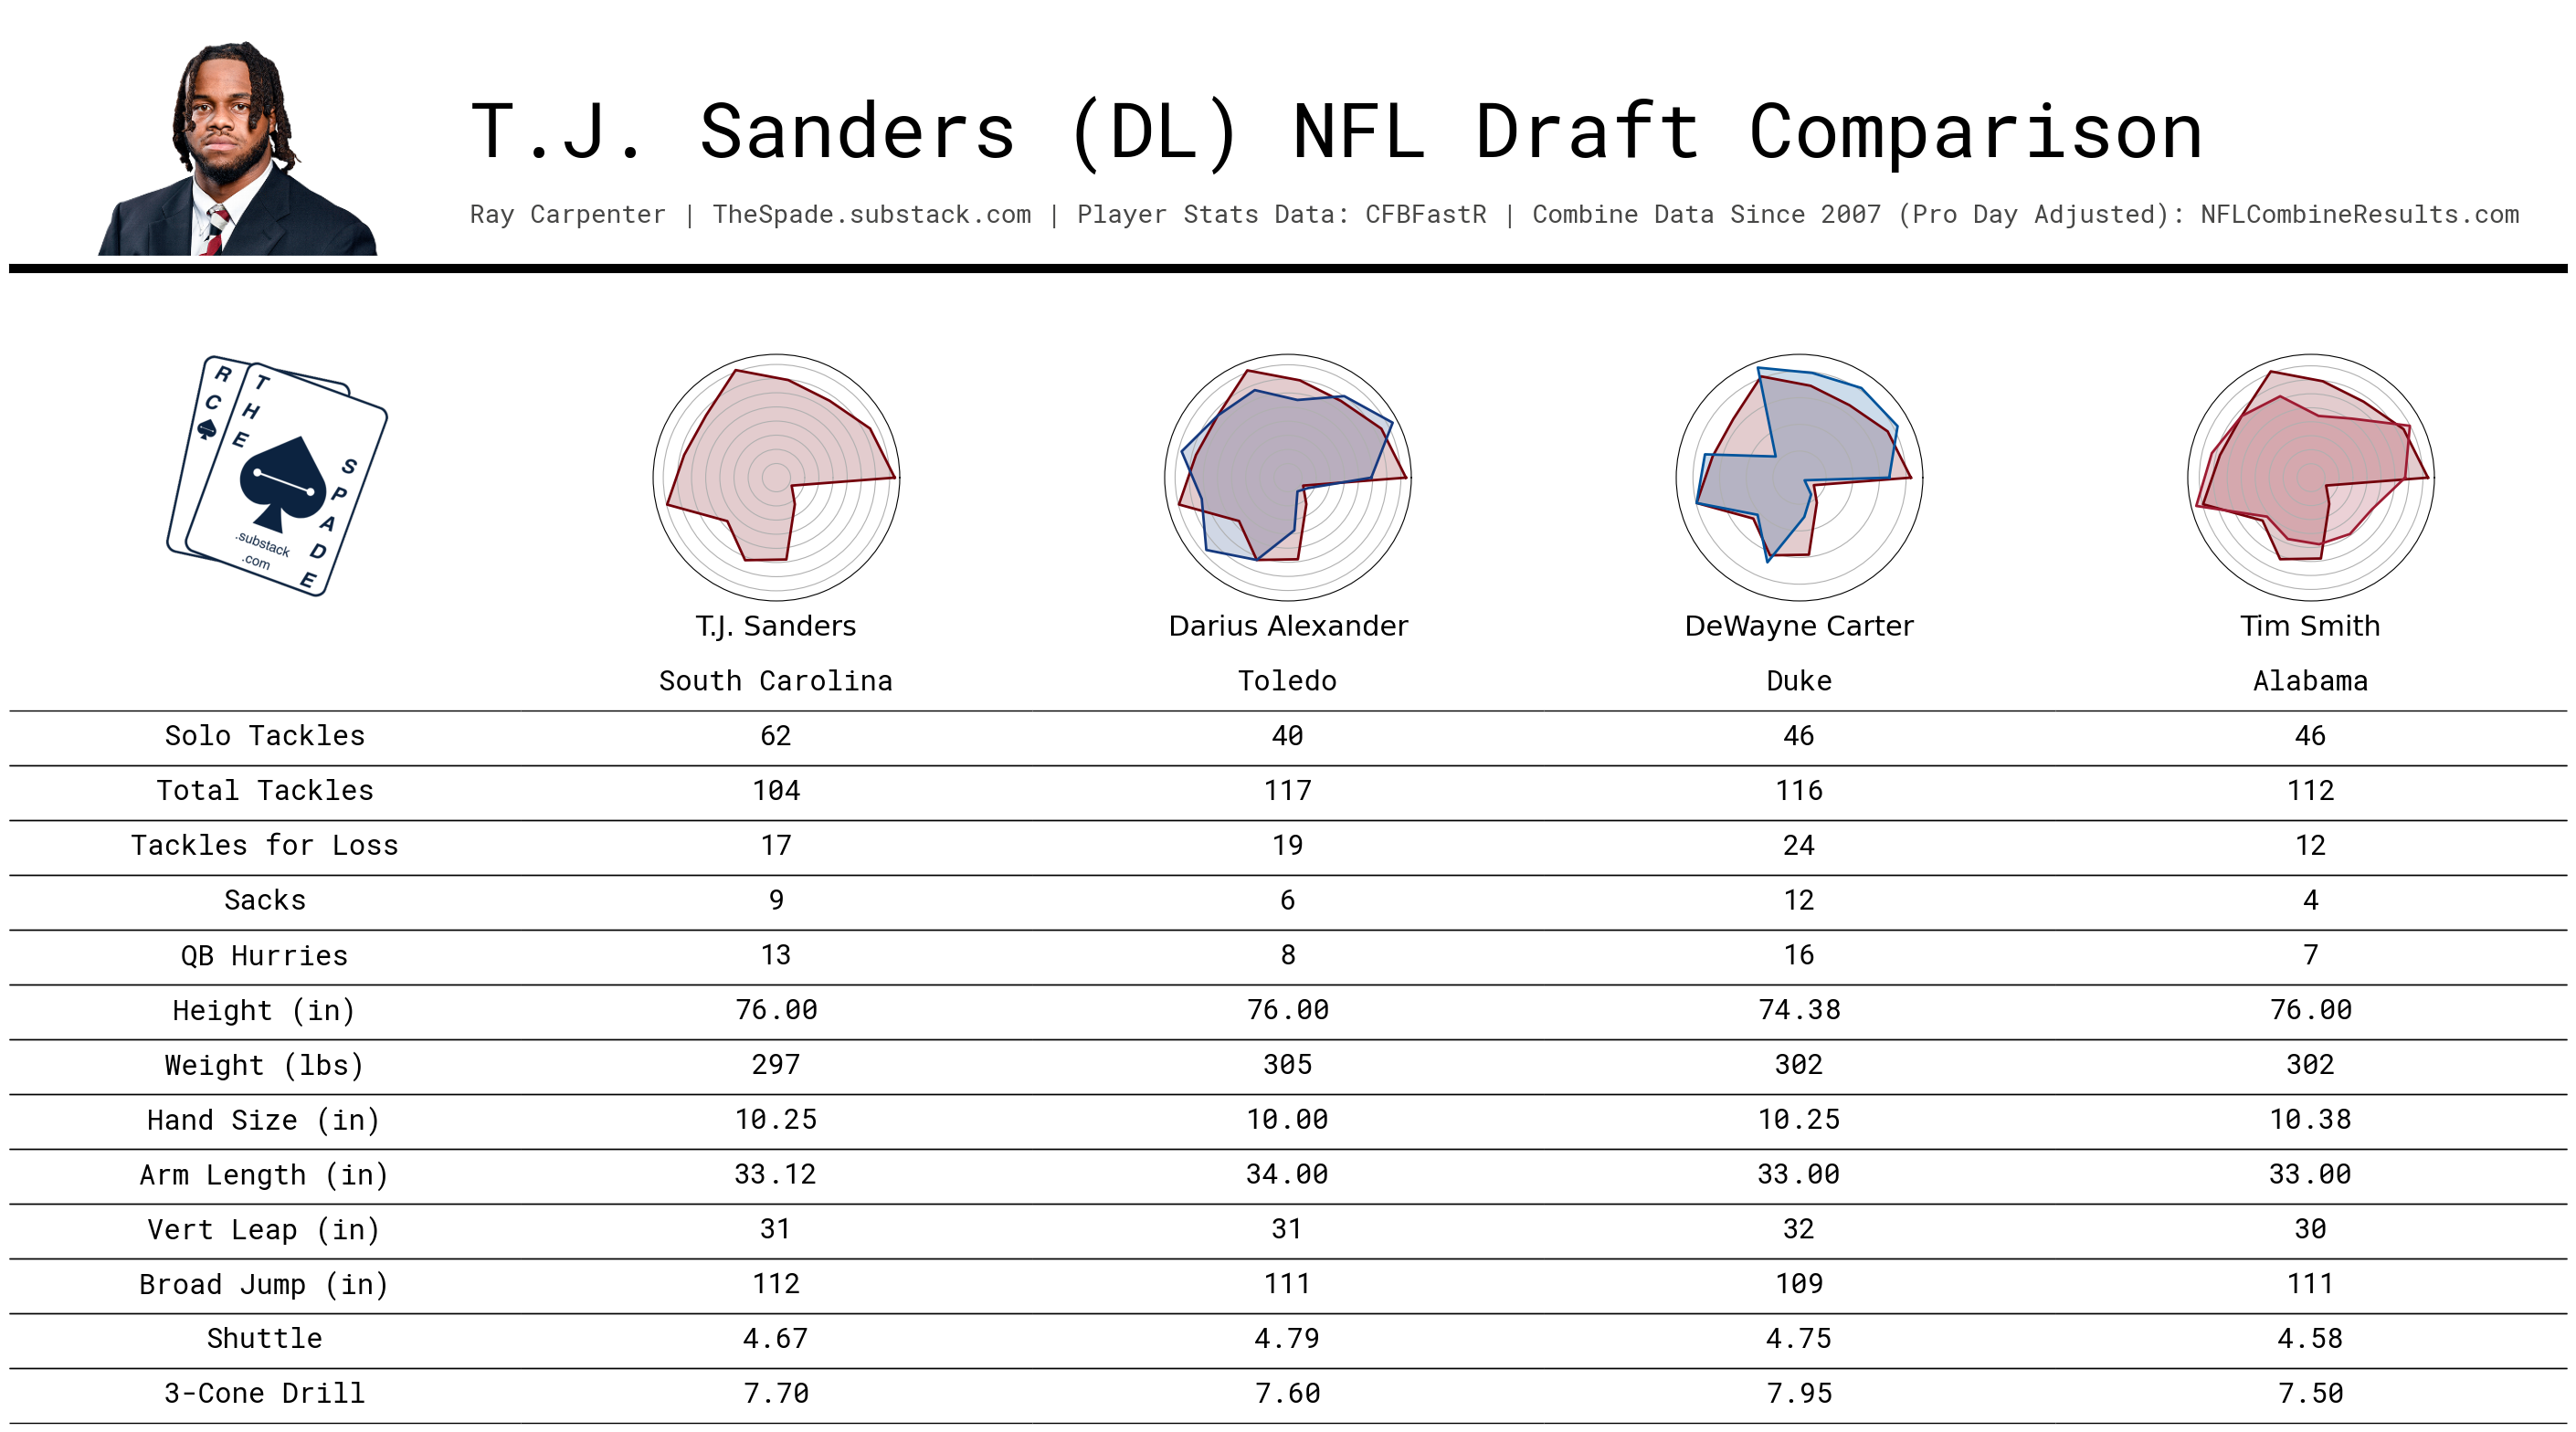 T.J. Sanders (DL) NFL Draft Comparison
Ray Carpenter | TheSpade.substack.com | Player Stats Data: CFBFastR | Combine Data Since 2007 (Pro Day Adjusted): NFLCombineResults.com
R C
T H E
S P A D E
.substack
.com
T.J. Sanders Darius Alexander DeWayne Carter Tim Smith
South Carolina Toledo Duke Alabama
Solo Tackles 62 40 46 46
Total Tackles 104 117 116 112
Tackles for Loss 17 19 24 12
Sacks 9 6 12 4
QB Hurries 13 8 16 7
Height (in) 76.00 76.00 74.38 76.00
Weight (lbs) 297 305 302 302
Hand Size (in) 10.25 10.00 10.25 10.38
Arm Length (in) 33.12 34.00 33.00 33.00
Vert Leap (in) 31 31 32 30
Broad Jump (in) 112 111 109 111
Shuttle 4.67 4.79 4.75 4.58
3-Cone Drill 7.70 7.60 7.95 7.50